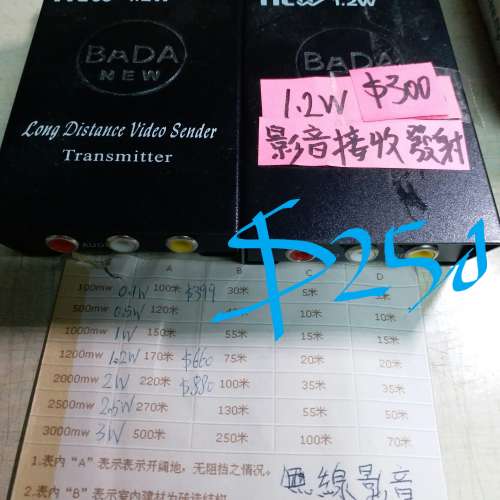 1.2W
BADA
NEW
BADA
1.2W $300
影音接收發射
Long Distance Video Sender
Transmitter
$250
A B C D
100mw 0.1W 100米 $399 30米 5米
500mw 0.5W 120米 10米 10米
1000mw 1W 150米 55米 15米 15米
1200mw 1.2W 170米 $660 75米 20米 20米
2000mw 2W 220米 $880 100米 35米 35米
2500mw 2.5W 270米 130米 55米 50米
3000mw 3W 500米 250米 100米 70米
1.表内“A”表示表示开阔地，无阻挡之情况。
無線影音
2.表内“B”表示室内建材为砖砖结构